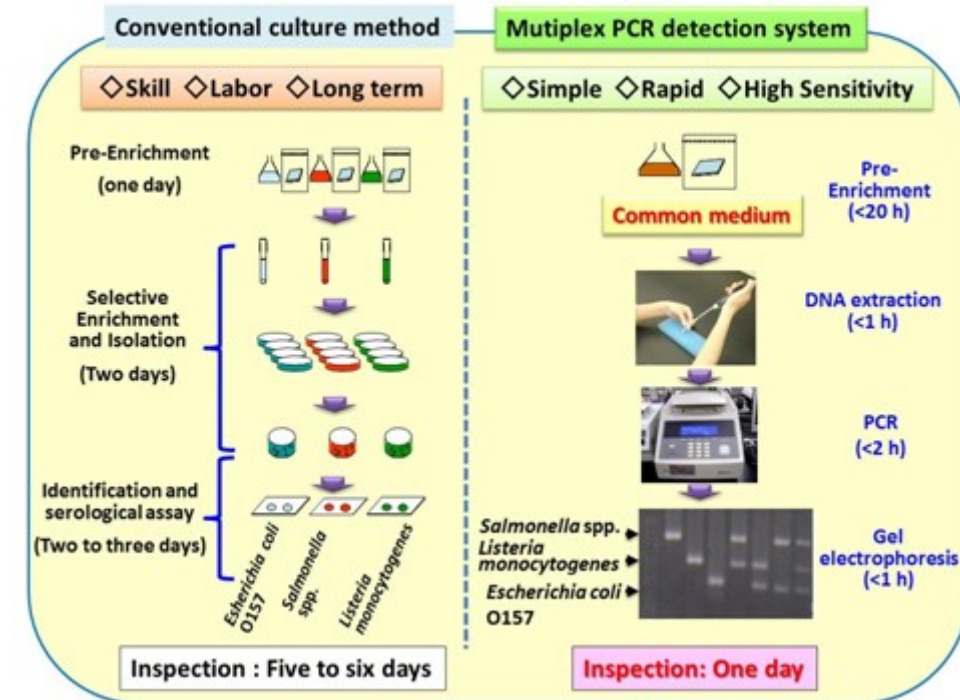 Conventional culture method
◇Skill ◇Labor ◇Long term
Pre-Enrichment
(one day)
Selective
Enrichment
and Isolation
(Two days)
Identification and
serological assay
(Two to three days)
Esherichia coli
O157
Salmonella
spp.
Listeria
monocytogenes
Inspection : Five to six days
Mutiplex PCR detection system
◇Simple ◇Rapid ◇High Sensitivity
Common medium
Pre-
Enrichment
(<20 h)
DNA extraction
(<1 h)
PCR
(<2 h)
Salmonella spp.
Listeria
monocytogenes
Escherichia coli
O157
Gel
electrophoresis
(<1 h)
Inspection: One day